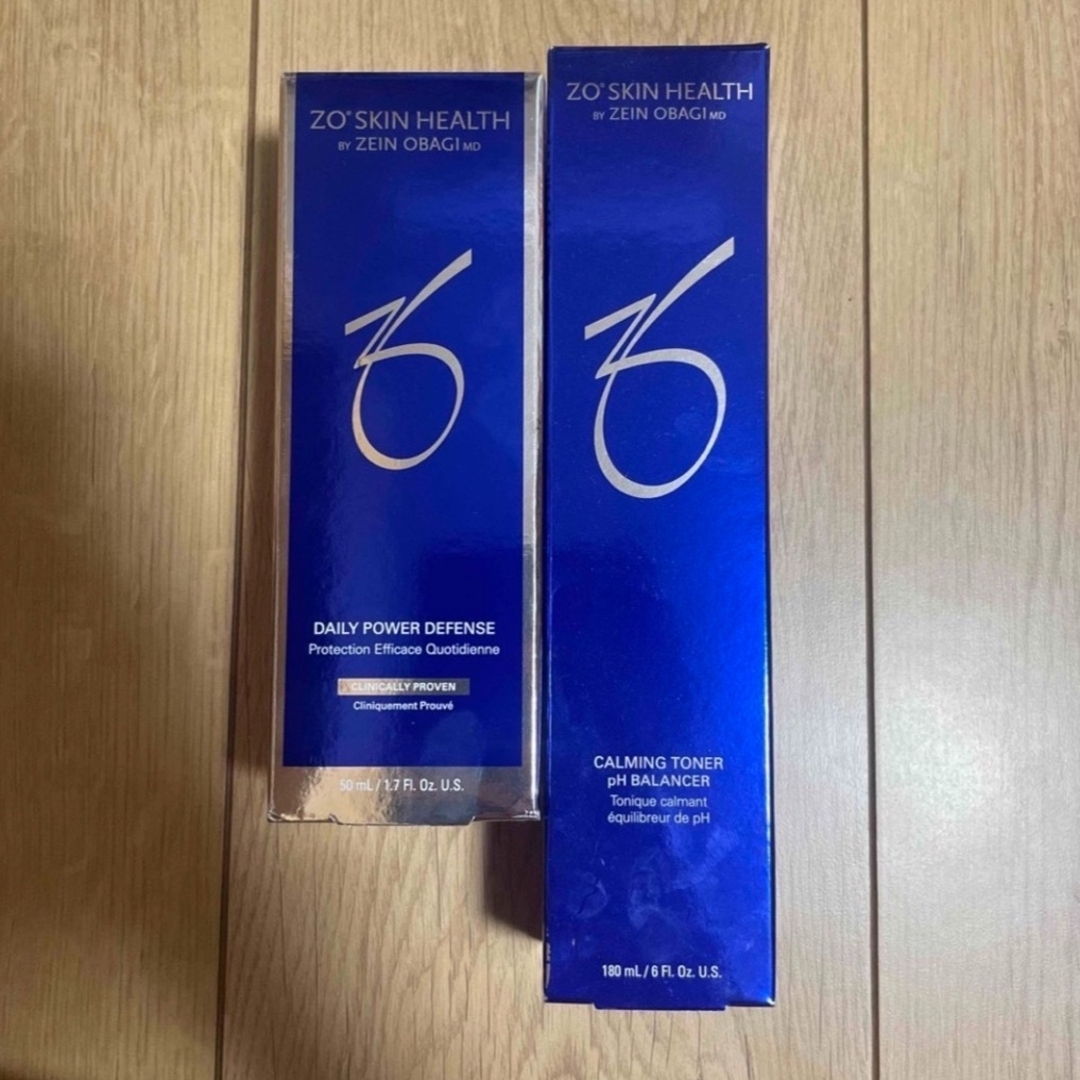 ZO® SKIN HEALTH
BY ZEIN OBAGI MD
DAILY POWER DEFENSE
Protection Efficace Quotidienne
CLINICALLY PROVEN
Cliniquement Prouvé
50 mL / 1.7 Fl. Oz. U.S.
ZO® SKIN HEALTH
BY ZEIN OBAGI MD
CALMING TONER
pH BALANCER
Tonique calmant
équilibreur de pH
180 mL / 6 Fl. Oz. U.S.